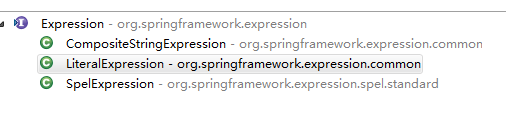 Expression - org.springframework.expression
CompositeStringExpression - org.springframework.expression.common
LiteralExpression - org.springframework.expression.common
SpelExpression - org.springframework.expression.spel.standard